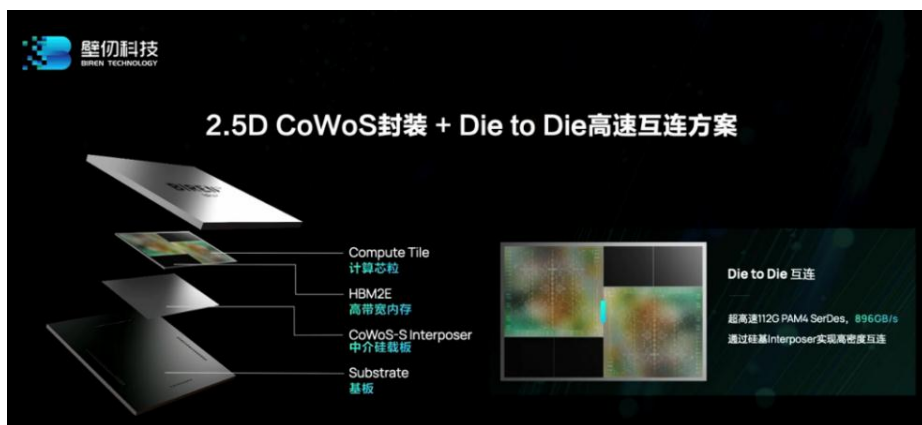 壁仞科技
BIREN TECHNOLOGY
2.5D CoWoS封装 + Die to Die高速互连方案
BIREN
Compute Tile
计算芯粒
HBM2E
高带宽内存
CoWoS-S Interposer
中介硅载板
Substrate
基板
Die to Die 互连
超高速112G PAM4 SerDes，896GB/s
通过硅基Interposer实现高密度互连